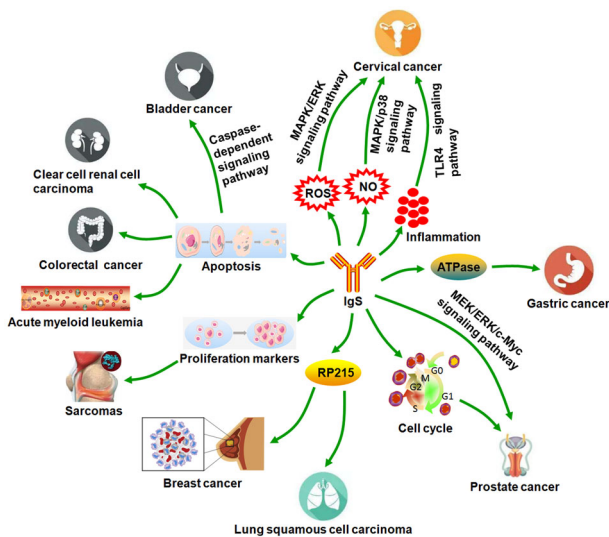 Cervical cancer
Bladder cancer
Caspase-
dependent
signaling
pathway
MAPK/ERK
signaling pathway
MAPK/p38
signaling
pathway
TLR4 signaling
pathway
Clear cell renal cell
carcinoma
ROS
NO
Inflammation
Colorectal cancer
Apoptosis
IgS
ATPase
Gastric cancer
Acute myeloid leukemia
MEK/ERK/c-Myc
signaling pathway
Proliferation markers
RP215
Sarcomas
G0
M
G2
G1
S
Cell cycle
Breast cancer
Prostate cancer
Lung squamous cell carcinoma